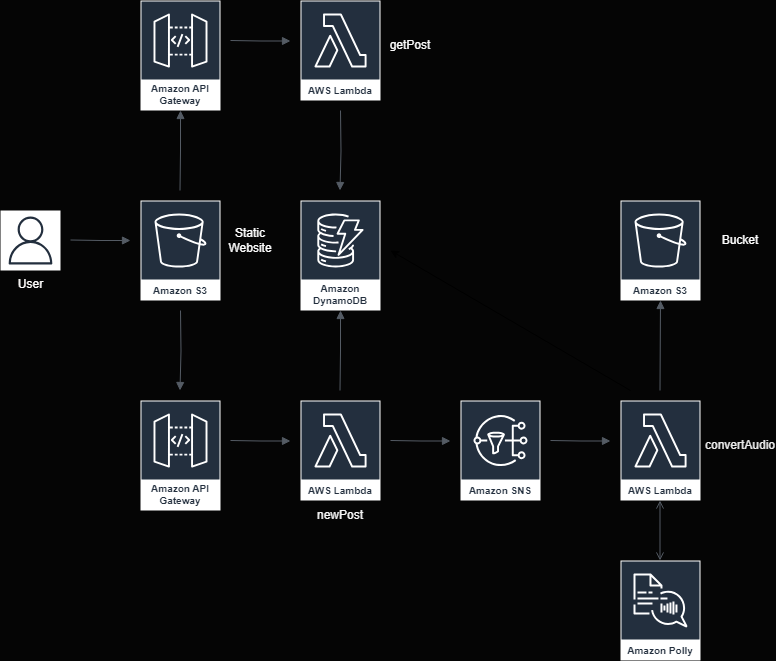 Amazon API
Gateway
AWS Lambda
getPost
User
Amazon S3
Static
Website
Amazon
DynamoDB
Amazon S3
Bucket
Amazon API
Gateway
AWS Lambda
newPost
Amazon SNS
AWS Lambda
convertAudio
Amazon Polly